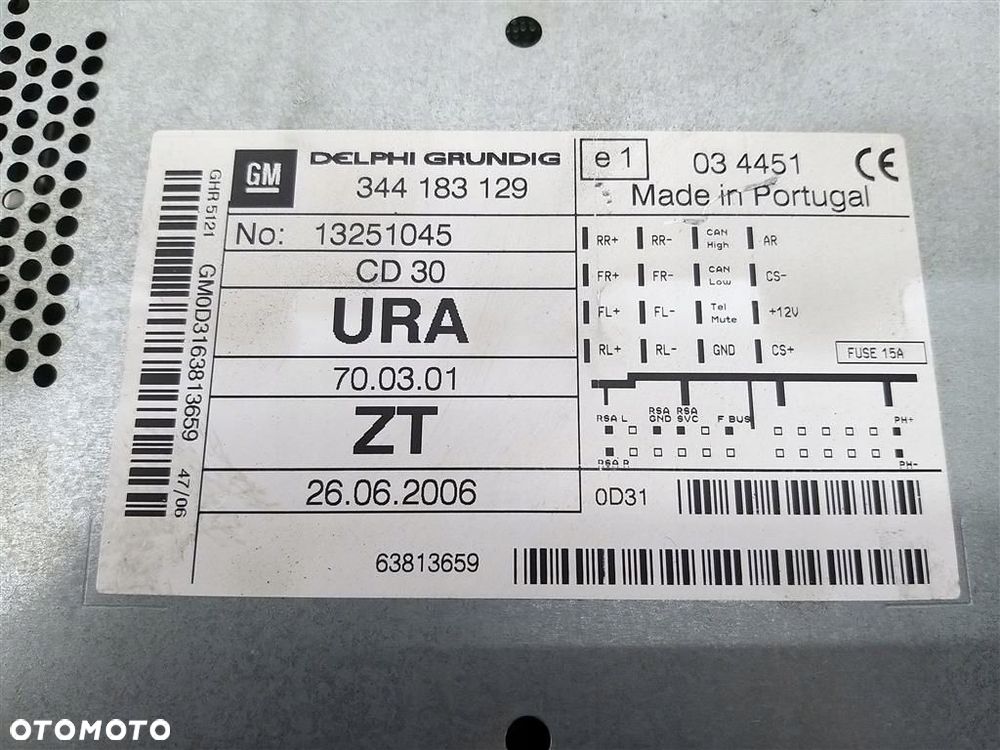 GM DELPHI GRUNDIG
344 183 129
No: 13251045
CD 30
URA
70.03.01
ZT
26.06.2006
63813659
e 1 03 4451 CE
Made in Portugal
RR+ RR- CAN High AR
FR+ FR- CAN Low CS-
FL+ FL- Tel Mute +12V
RL+ RL- GND CS+ FUSE 15A
RSA L RSA GND RSA SVC F BUS PH+
RSA R PH-
0D31
GHR 5121 GM0D3163813659 47/06
OTOMOTO